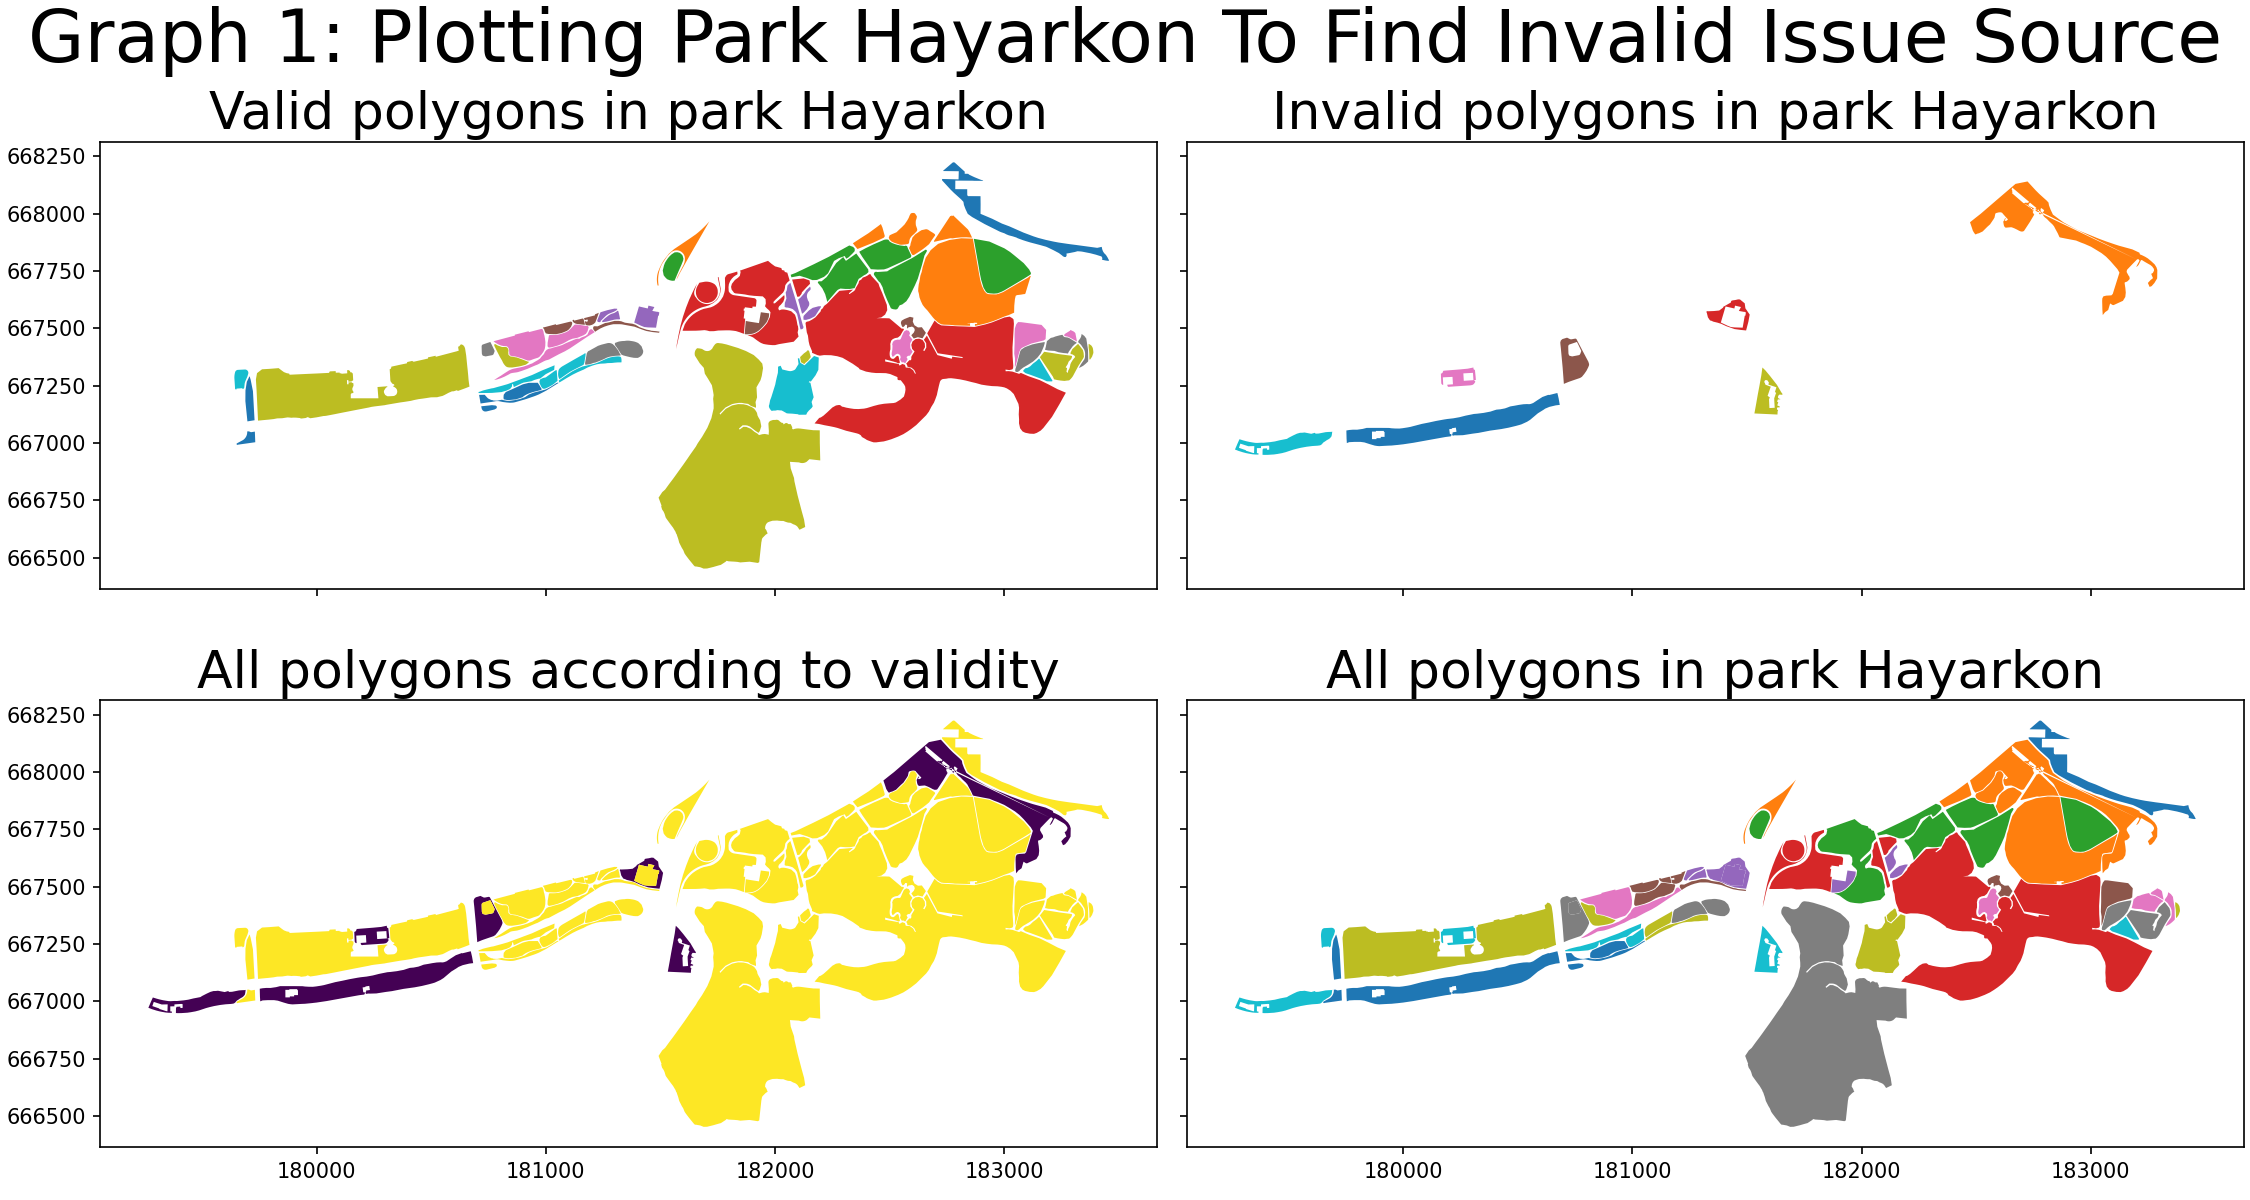 Graph 1: Plotting Park Hayarkon To Find Invalid Issue Source
Valid polygons in park Hayarkon
Invalid polygons in park Hayarkon
668250
668000
667750
667500
667250
667000
666750
666500
All polygons according to validity
All polygons in park Hayarkon
668250
668000
667750
667500
667250
667000
666750
666500
180000 181000 182000 183000
180000 181000 182000 183000